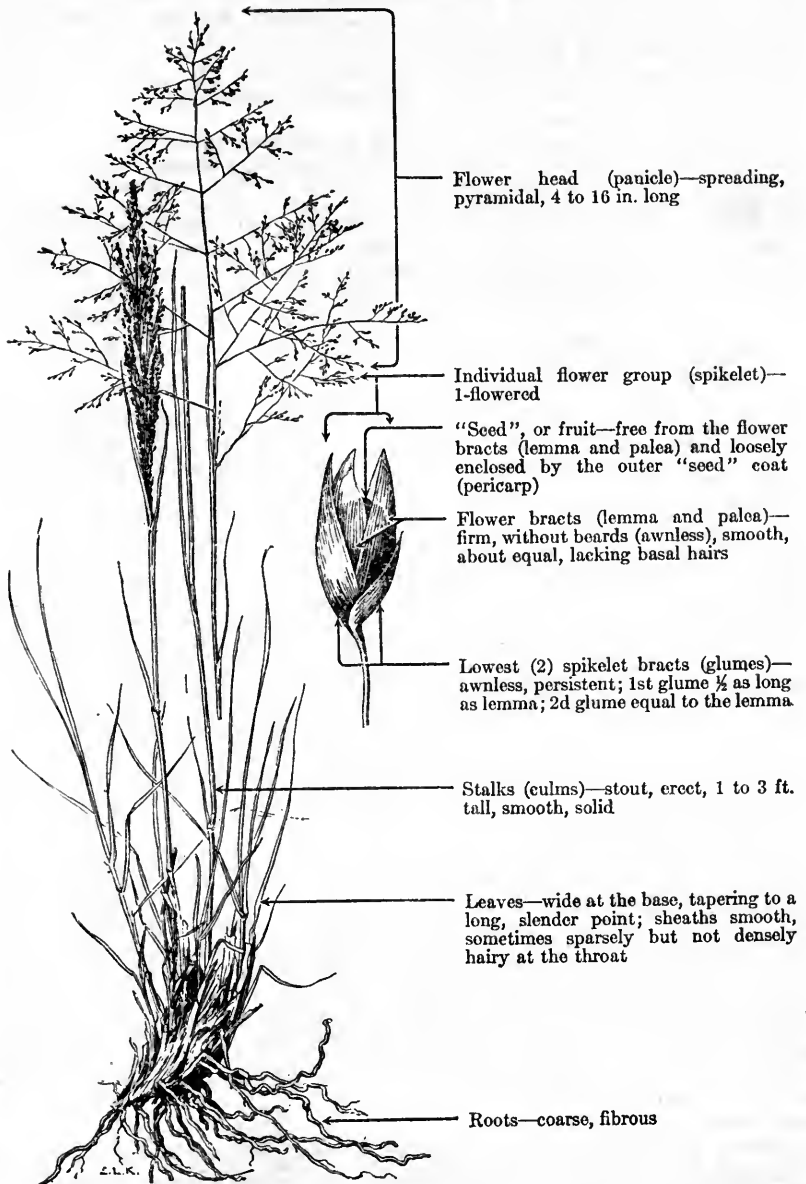 Flower head (panicle)—spreading,
pyramidal, 4 to 16 in. long
Individual flower group (spikelet)—
1-flowered
"Seed", or fruit—free from the flower
bracts (lemma and palea) and loosely
enclosed by the outer "seed" coat
(pericarp)
Flower bracts (lemma and palea)—
firm, without beards (awnless), smooth,
about equal, lacking basal hairs
Lowest (2) spikelet bracts (glumes)—
awnless, persistent; 1st glume ½ as long
as lemma; 2d glume equal to the lemma
Stalks (culms)—stout, erect, 1 to 3 ft.
tall, smooth, solid
Leaves—wide at the base, tapering to a
long, slender point; sheaths smooth,
sometimes sparsely but not densely
hairy at the throat
Roots—coarse, fibrous
L.L.K.